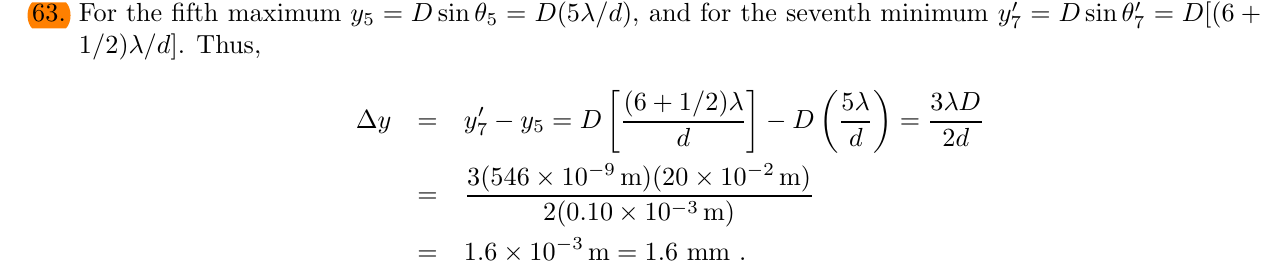 63. For the fifth maximum y₅ = D sin θ₅ = D(5λ/d), and for the seventh minimum y′₇ = D sin θ′₇ = D[(6 +
1/2)λ/d]. Thus,
Δy = y′₇ − y₅ = D [(6 + 1/2)λ / d] − D (5λ / d) = 3λD / 2d
= 3(546 × 10⁻⁹ m)(20 × 10⁻² m) / 2(0.10 × 10⁻³ m)
= 1.6 × 10⁻³ m = 1.6 mm .